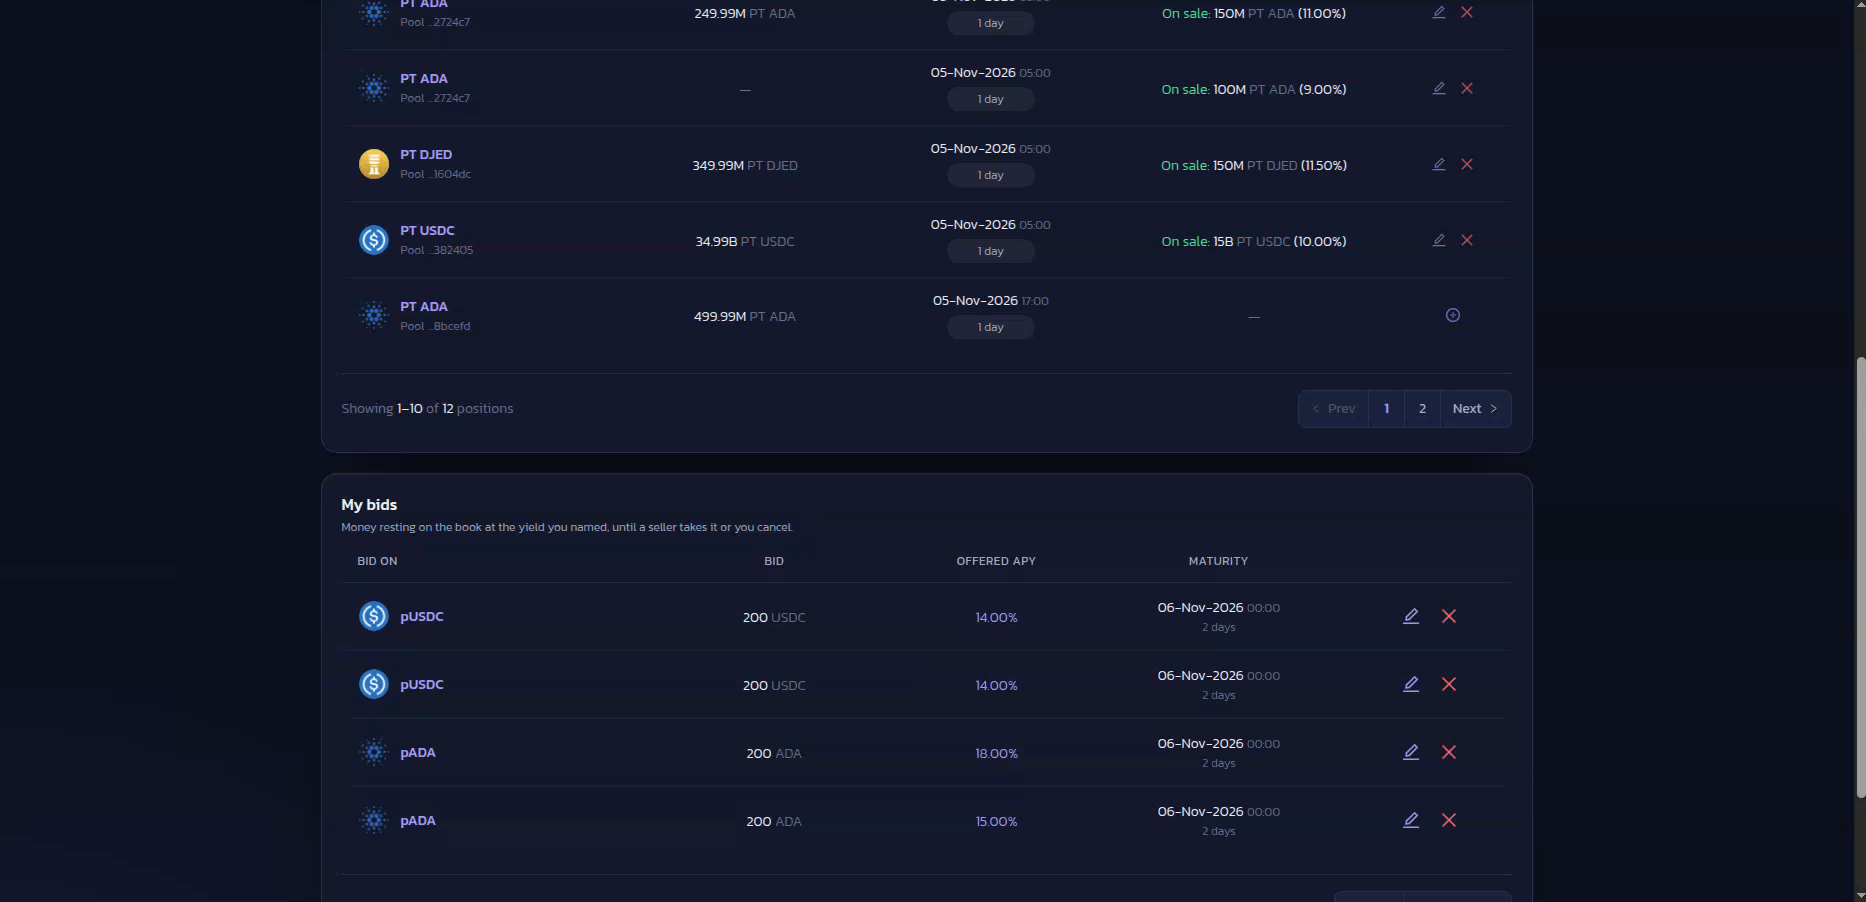 PT ADA
Pool ...2724c7
249.99M PT ADA
1 day
On sale: 150M PT ADA (11.00%)
PT ADA
Pool ...2724c7
—
05-Nov-2026 05:00
1 day
On sale: 100M PT ADA (9.00%)
PT DJED
Pool ...1604dc
349.99M PT DJED
05-Nov-2026 05:00
1 day
On sale: 150M PT DJED (11.50%)
PT USDC
Pool ...382405
34.99B PT USDC
05-Nov-2026 05:00
1 day
On sale: 15B PT USDC (10.00%)
PT ADA
Pool ...8bcefd
499.99M PT ADA
05-Nov-2026 17:00
1 day
—
Showing 1–10 of 12 positions
< Prev 1 2 Next >
My bids
Money resting on the book at the yield you named, until a seller takes it or you cancel.
BID ON BID OFFERED APY MATURITY
pUSDC
200 USDC
14.00%
06-Nov-2026 00:00
2 days
pUSDC
200 USDC
14.00%
06-Nov-2026 00:00
2 days
pADA
200 ADA
18.00%
06-Nov-2026 00:00
2 days
pADA
200 ADA
15.00%
06-Nov-2026 00:00
2 days